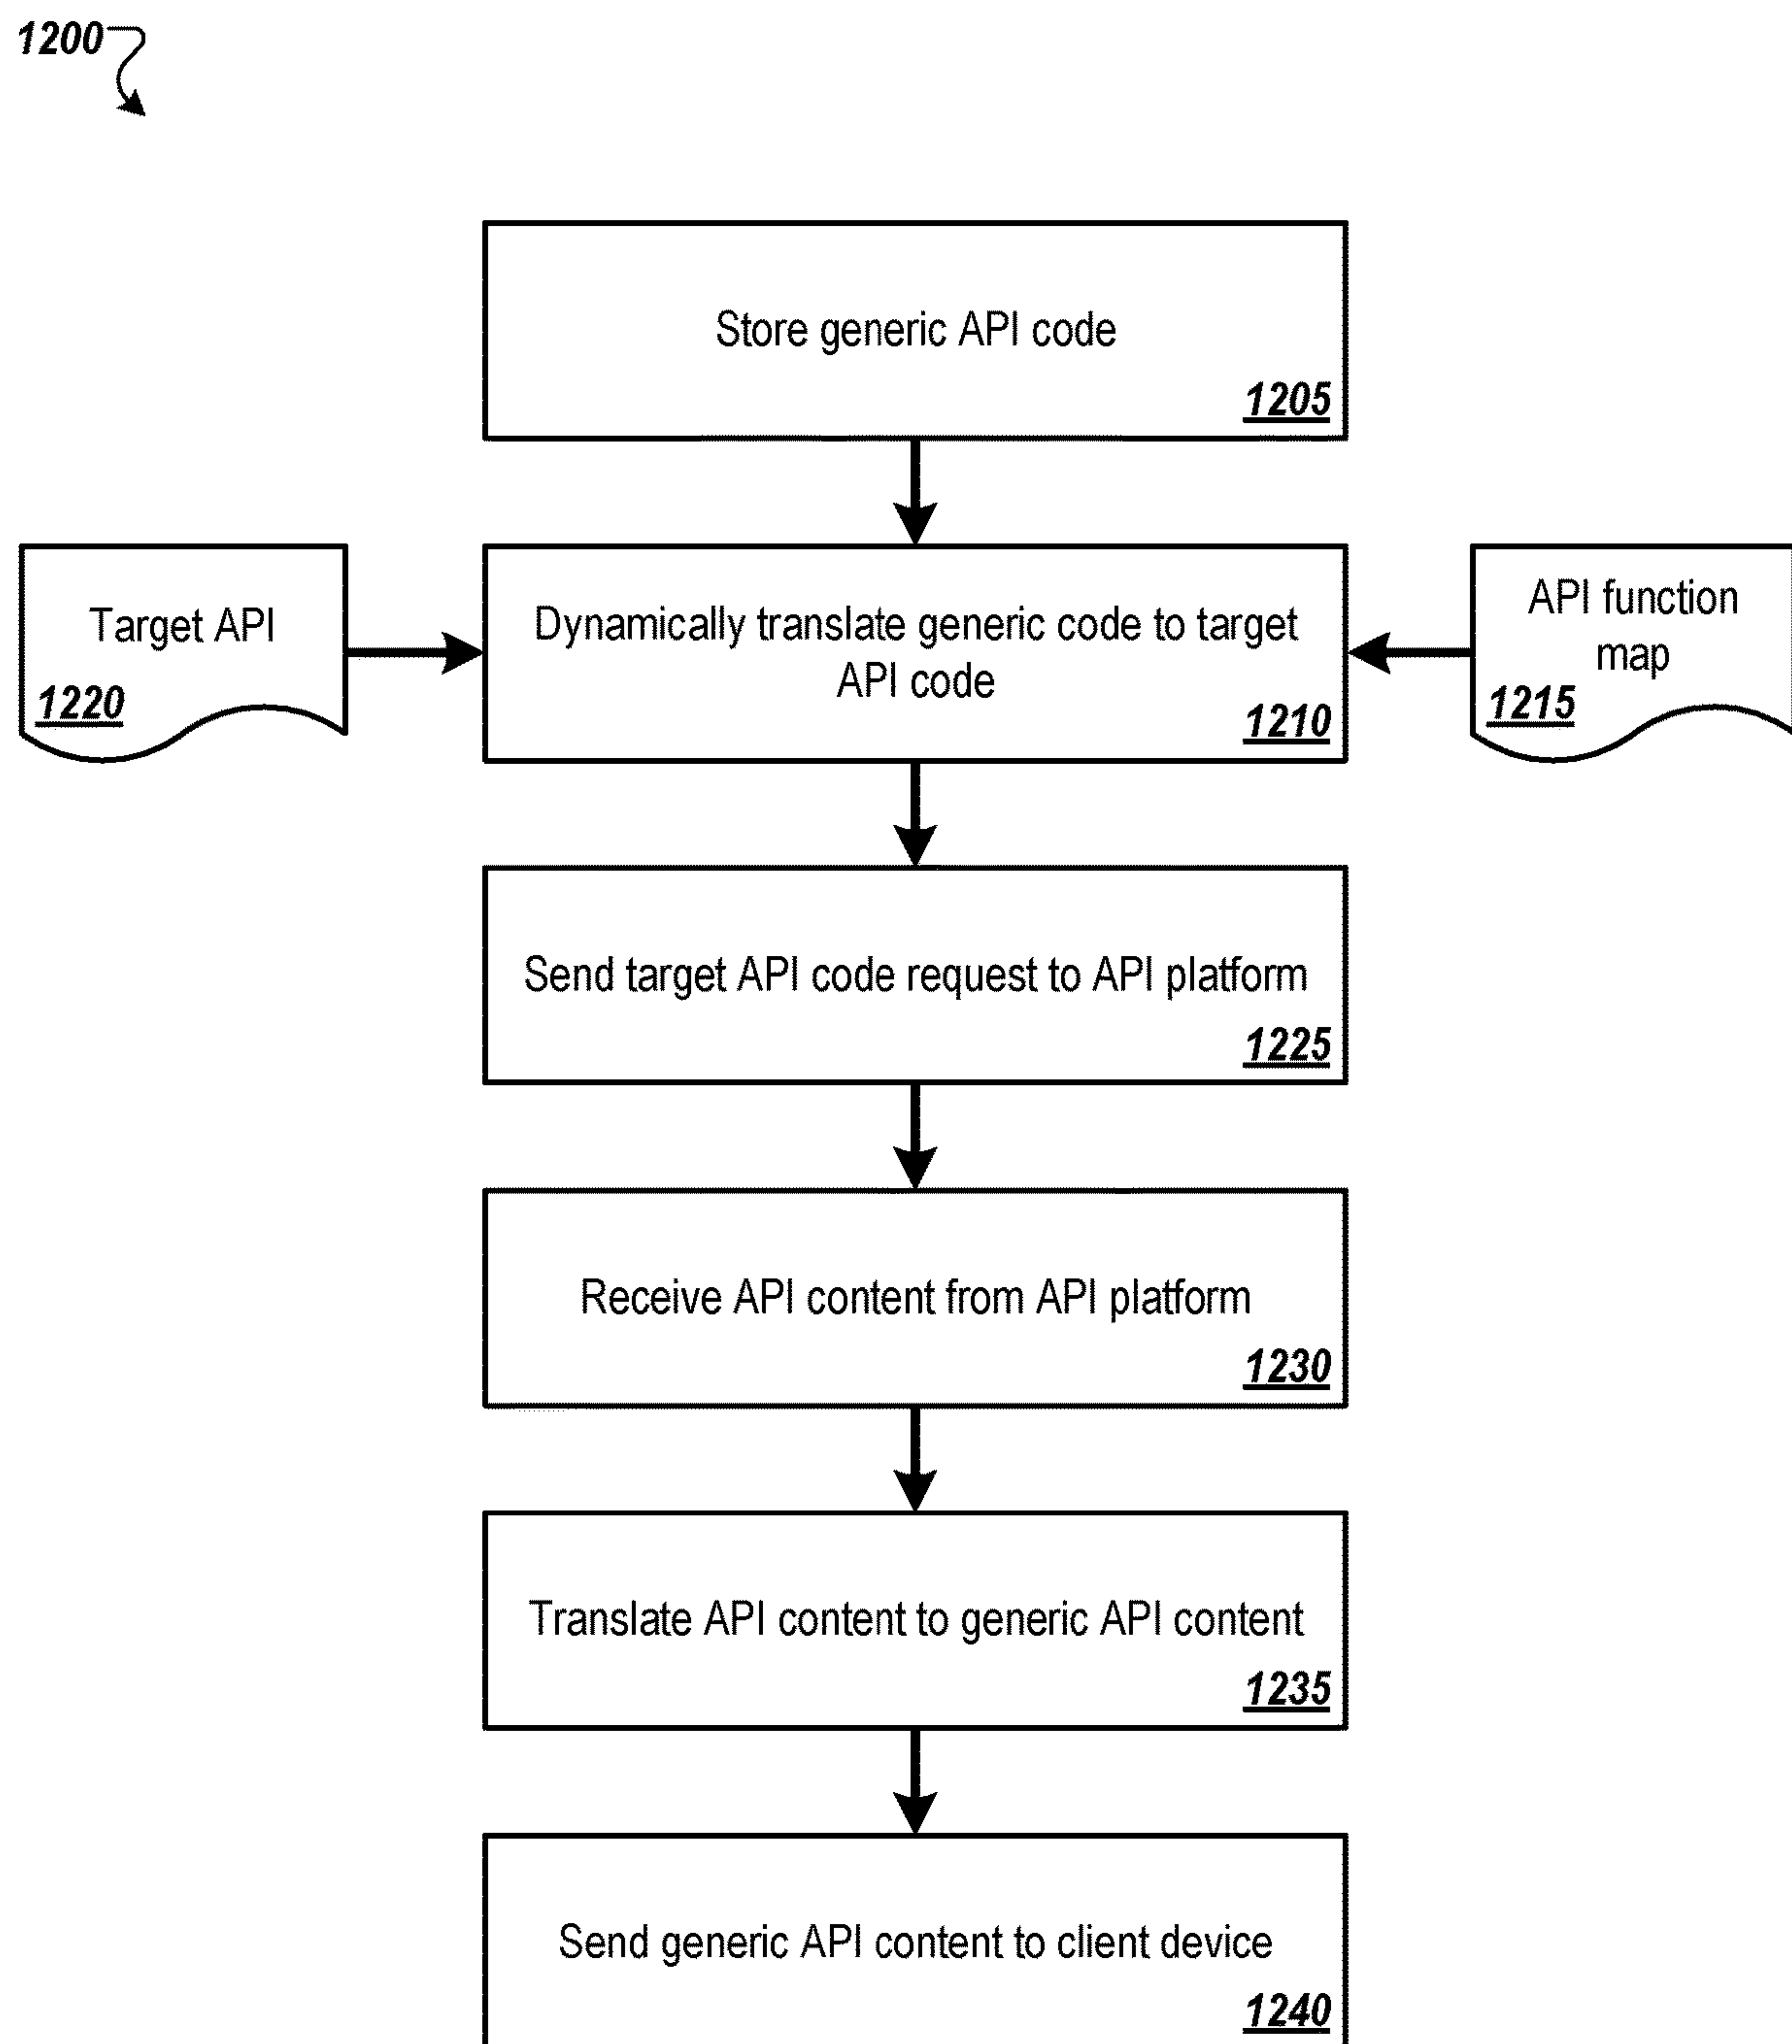 1200
Store generic API code
1205
Target API
1220
Dynamically translate generic code to target
API code
1210
API function
map
1215
Send target API code request to API platform
1225
Receive API content from API platform
1230
Translate API content to generic API content
1235
Send generic API content to client device
1240